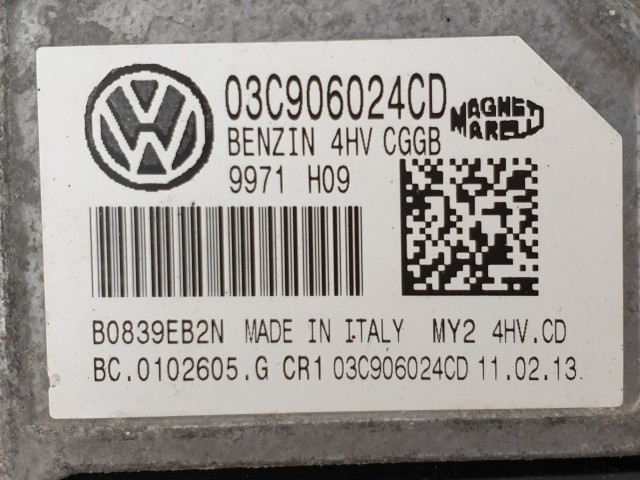 03C906024CD
MAGNETI
MARELLI
BENZIN 4HV CGGB
9971 H09
B0839EB2N MADE IN ITALY MY2 4HV.CD
BC.0102605.G CR1 03C906024CD 11.02.13